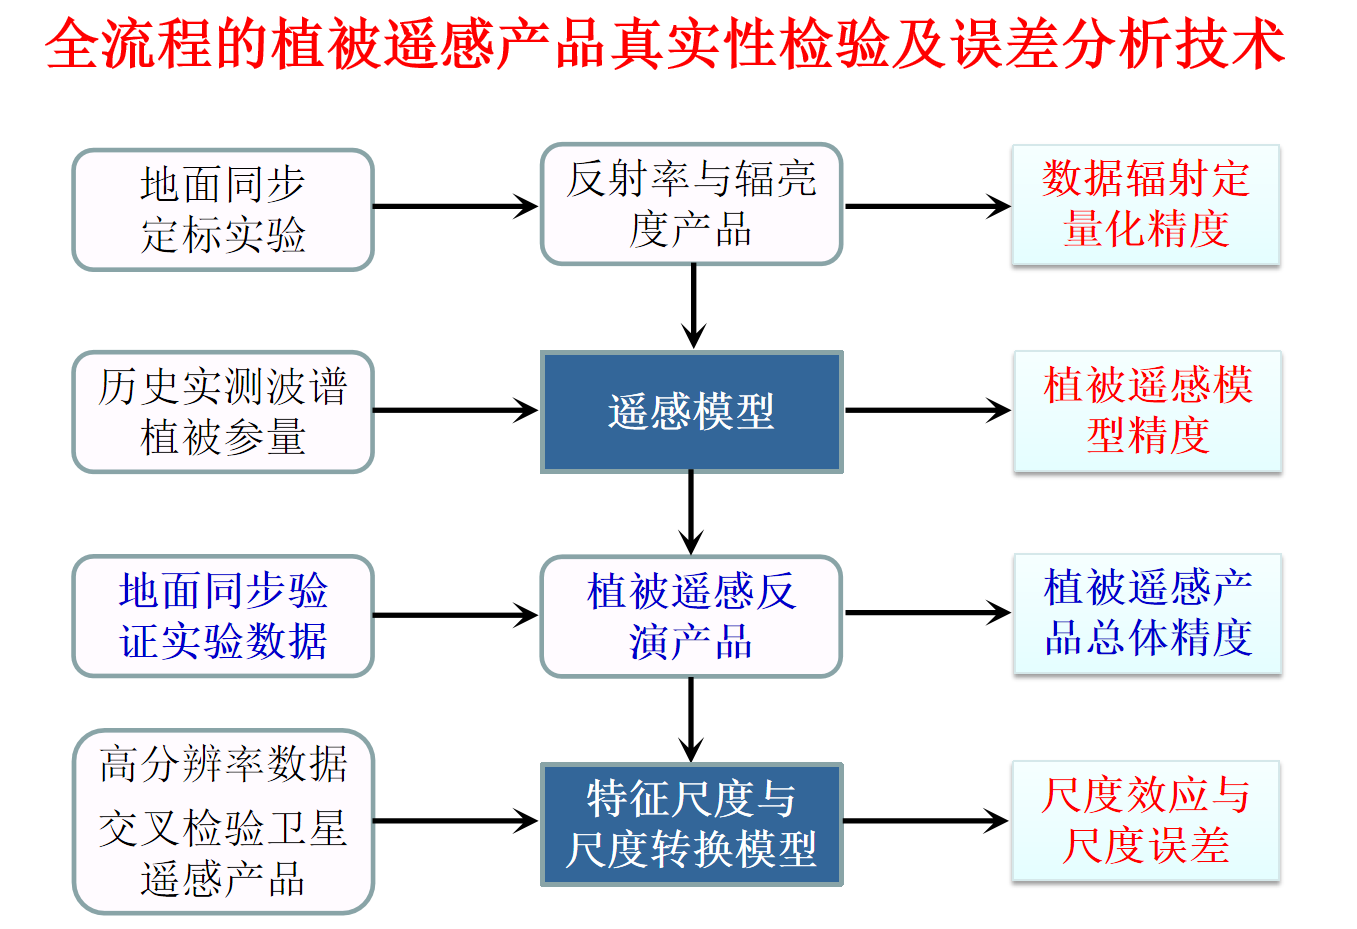 全流程的植被遥感产品真实性检验及误差分析技术
地面同步
定标实验
反射率与辐亮
度产品
数据辐射定
量化精度
历史实测波谱
植被参量
遥感模型
植被遥感模
型精度
地面同步验
证实验数据
植被遥感反
演产品
植被遥感产
品总体精度
高分辨率数据
交叉检验卫星
遥感产品
特征尺度与
尺度转换模型
尺度效应与
尺度误差